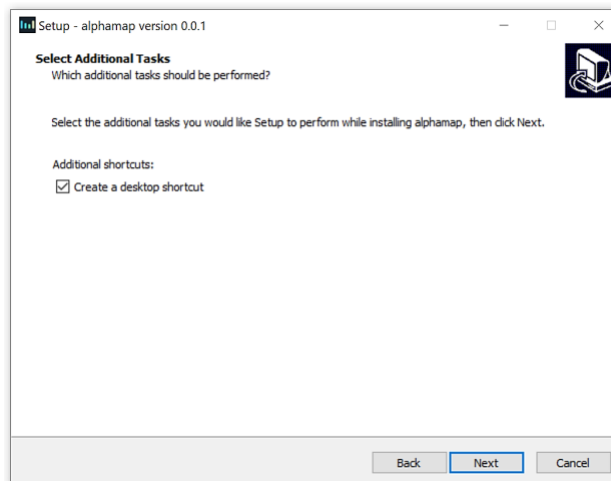 Setup - alphamap version 0.0.1
Select Additional Tasks
Which additional tasks should be performed?
Select the additional tasks you would like Setup to perform while installing alphamap, then click Next.
Additional shortcuts:
Create a desktop shortcut
Back Next Cancel